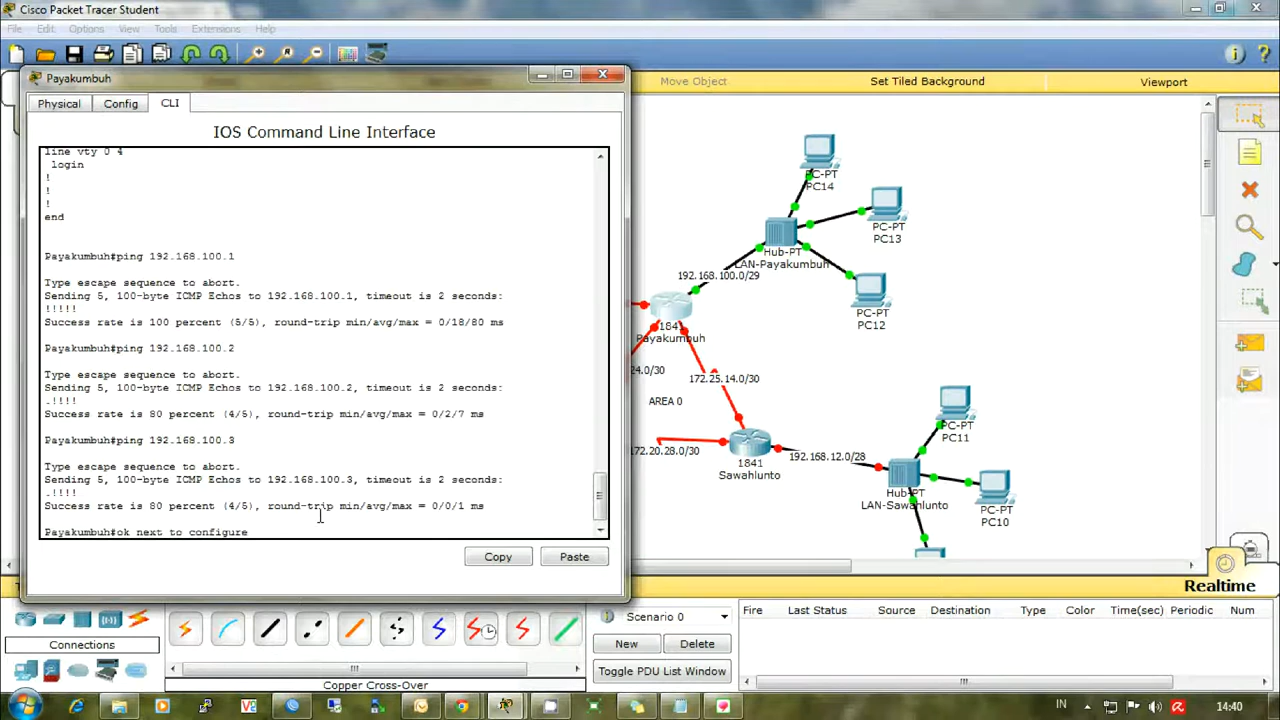 Cisco Packet Tracer Student
File Edit Options View Tools Extensions Help
Payakumbuh
Move Object Set Tiled Background Viewport
Physical Config CLI
IOS Command Line Interface
line vty 0 4
login
!
!
!
end
Payakumbuh#ping 192.168.100.1
Type escape sequence to abort.
Sending 5, 100-byte ICMP Echos to 192.168.100.1, timeout is 2 seconds:
!!!!!
Success rate is 100 percent (5/5), round-trip min/avg/max = 0/18/80 ms
Payakumbuh#ping 192.168.100.2
Type escape sequence to abort.
Sending 5, 100-byte ICMP Echos to 192.168.100.2, timeout is 2 seconds:
.!!!!
Success rate is 80 percent (4/5), round-trip min/avg/max = 0/2/7 ms
Payakumbuh#ping 192.168.100.3
Type escape sequence to abort.
Sending 5, 100-byte ICMP Echos to 192.168.100.3, timeout is 2 seconds:
.!!!!
Success rate is 80 percent (4/5), round-trip min/avg/max = 0/0/1 ms
Payakumbuh#ok next to configure
Copy Paste
PC-PT
PC14
PC-PT
PC13
Hub-PT
LAN-Payakumbuh
192.168.100.0/29
PC-PT
PC12
1841
Payakumbuh
24.0/30
172.25.14.0/30
AREA 0
PC-PT
PC11
172.20.28.0/30
1841
Sawahlunto
192.168.12.0/28
Hub-PT
LAN-Sawahlunto
PC-PT
PC10
Realtime
Connections
Copper Cross-Over
Scenario 0
New Delete
Toggle PDU List Window
Fire Last Status Source Destination Type Color Time(sec) Periodic Num
IN
14:40